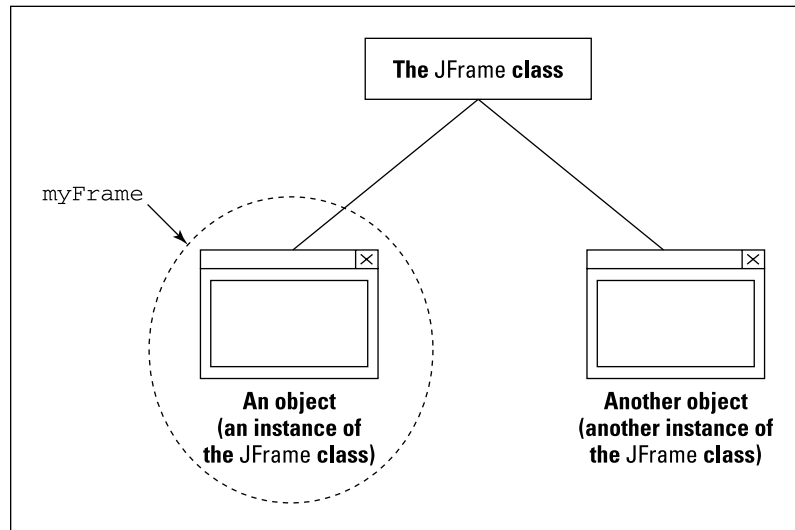 The JFrame class
myFrame
An object
(an instance of
the JFrame class)
Another object
(another instance of
the JFrame class)